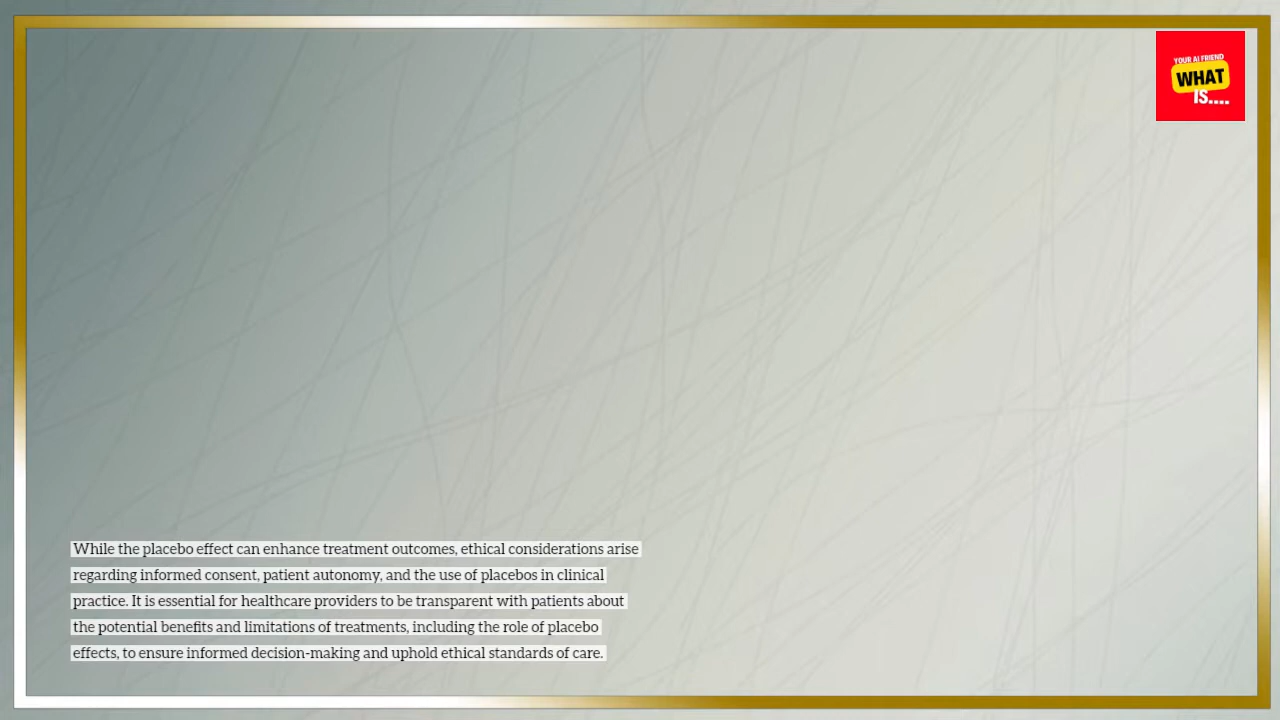 YOUR AI FRIEND
WHAT
IS....
While the placebo effect can enhance treatment outcomes, ethical considerations arise
regarding informed consent, patient autonomy, and the use of placebos in clinical
practice. It is essential for healthcare providers to be transparent with patients about
the potential benefits and limitations of treatments, including the role of placebo
effects, to ensure informed decision-making and uphold ethical standards of care.